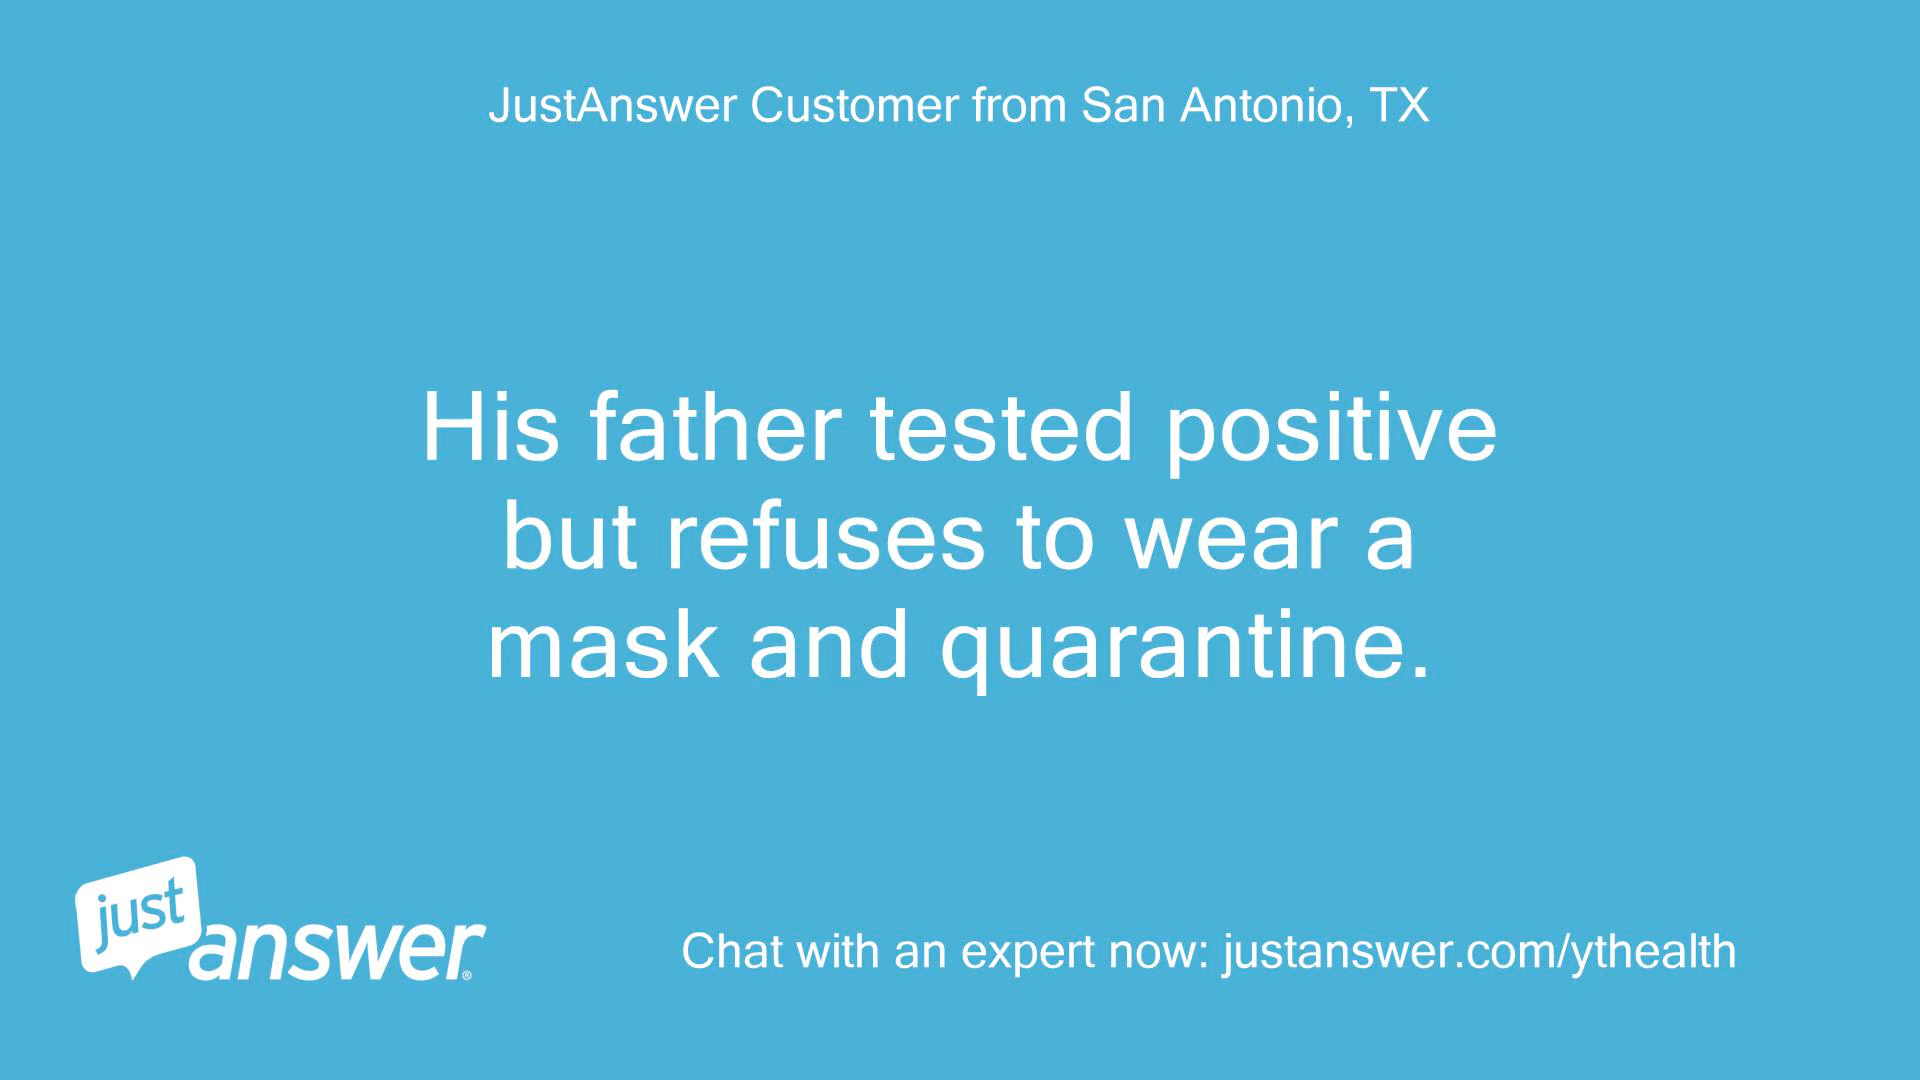 JustAnswer Customer from San Antonio, TX
His father tested positive
but refuses to wear a
mask and quarantine.
just
answer®
Chat with an expert now: justanswer.com/ythealth